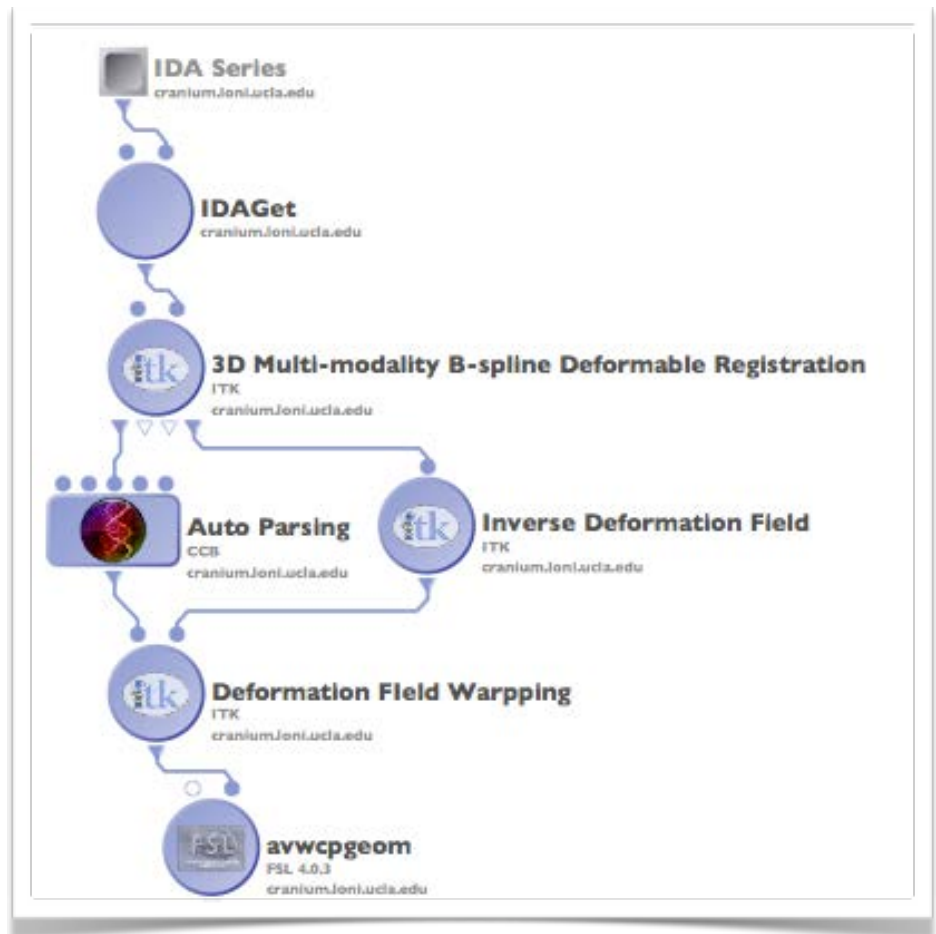 IDA Series
cranium.loni.ucla.edu
IDAGet
cranium.loni.ucla.edu
itk
3D Multi-modality B-spline Deformable Registration
ITK
cranium.loni.ucla.edu
Auto Parsing
CCB
cranium.loni.ucla.edu
itk
Inverse Deformation Field
ITK
cranium.loni.ucla.edu
itk
Deformation FIeld Warpping
ITK
cranium.loni.ucla.edu
FSL
avwcpgeom
FSL 4.0.3
cranium.loni.ucla.edu